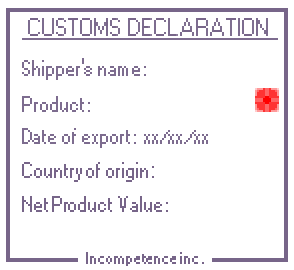 CUSTOMS DECLARATION
Shipper's name:
Product:
Date of export: xx/xx/xx
Country of origin:
Net Product Value:
Incompetence inc.